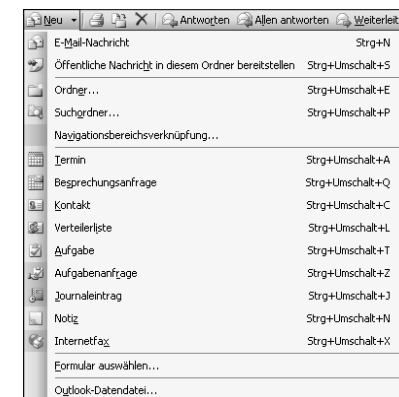 Neu Antworten Allen antworten Weiterleit
E-Mail-Nachricht Strg+N
Öffentliche Nachricht in diesem Ordner bereitstellen Strg+Umschalt+S
Ordner... Strg+Umschalt+E
Suchordner... Strg+Umschalt+P
Navigationsbereichsverknüpfung...
Termin Strg+Umschalt+A
Besprechungsanfrage Strg+Umschalt+Q
Kontakt Strg+Umschalt+C
Verteilerliste Strg+Umschalt+L
Aufgabe Strg+Umschalt+T
Aufgabenanfrage Strg+Umschalt+Z
Journaleintrag Strg+Umschalt+J
Notiz Strg+Umschalt+N
Internetfax Strg+Umschalt+X
Formular auswählen...
Outlook-Datendatei...